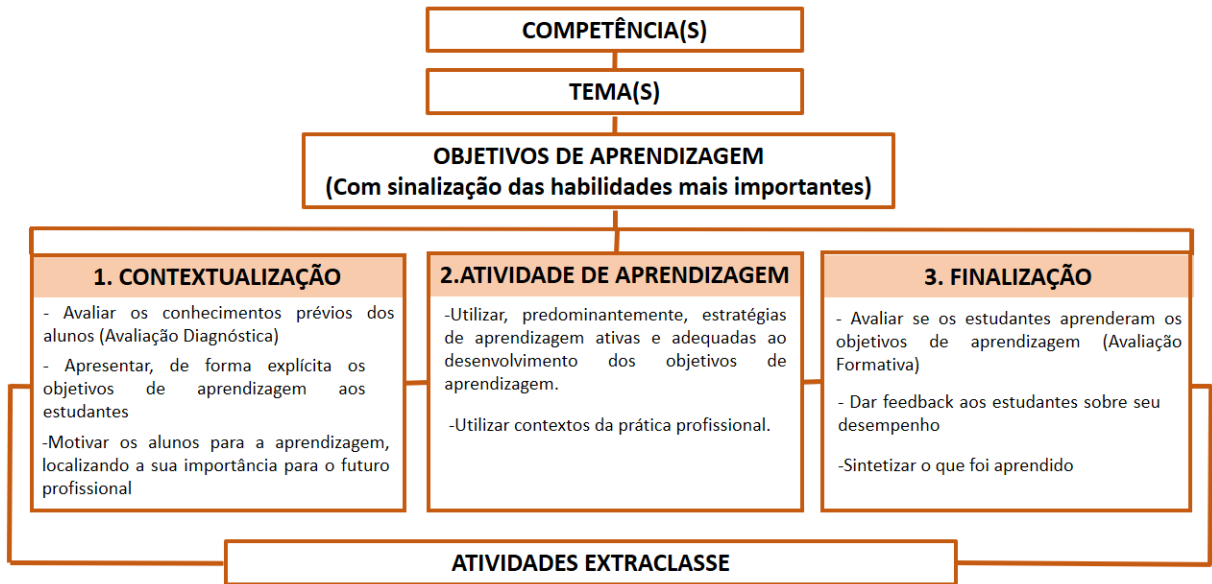 COMPETÊNCIA(S)
TEMA(S)
OBJETIVOS DE APRENDIZAGEM
(Com sinalização das habilidades mais importantes)
1. CONTEXTUALIZAÇÃO
- Avaliar os conhecimentos prévios dos
alunos (Avaliação Diagnóstica)
- Apresentar, de forma explícita os
objetivos de aprendizagem aos
estudantes
-Motivar os alunos para a aprendizagem,
localizando a sua importância para o futuro
profissional
2.ATIVIDADE DE APRENDIZAGEM
-Utilizar, predominantemente, estratégias
de aprendizagem ativas e adequadas ao
desenvolvimento dos objetivos de
aprendizagem.
-Utilizar contextos da prática profissional.
3. FINALIZAÇÃO
- Avaliar se os estudantes aprenderam os
objetivos de aprendizagem (Avaliação
Formativa)
- Dar feedback aos estudantes sobre seu
desempenho
-Sintetizar o que foi aprendido
ATIVIDADES EXTRACLASSE